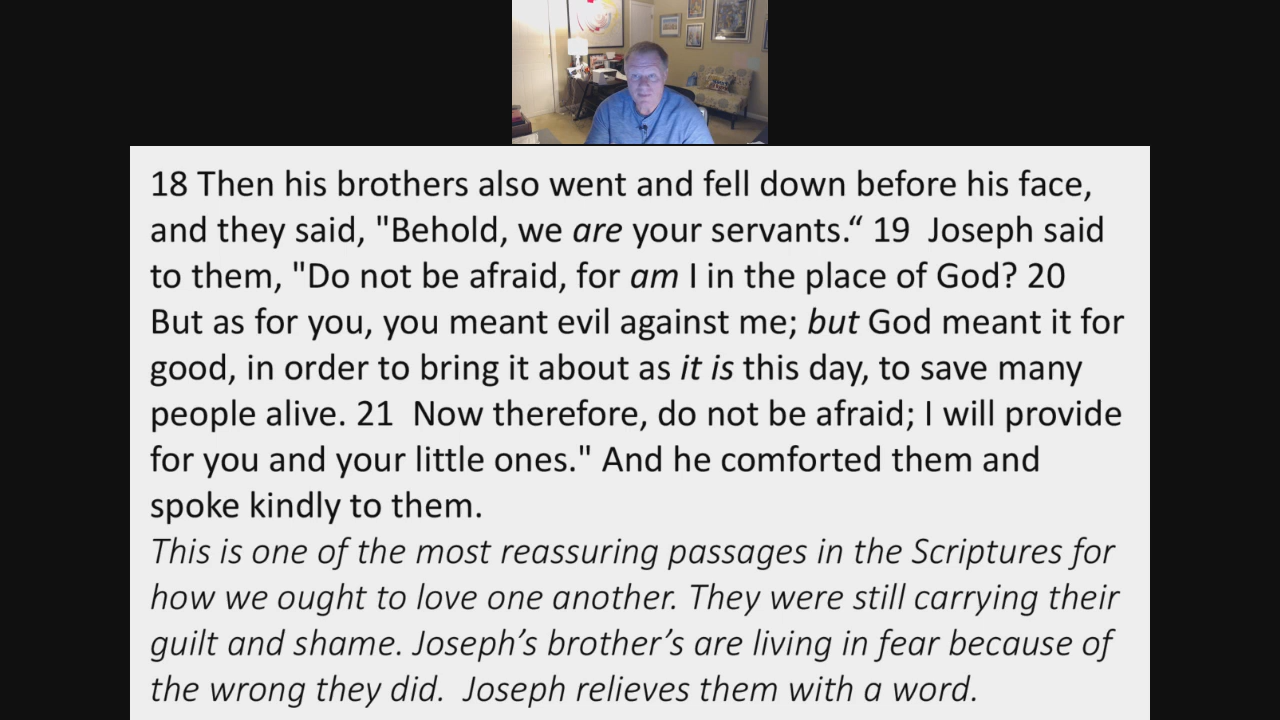 18 Then his brothers also went and fell down before his face,
and they said, "Behold, we are your servants.“ 19  Joseph said
to them, "Do not be afraid, for am I in the place of God? 20
But as for you, you meant evil against me; but God meant it for
good, in order to bring it about as it is this day, to save many
people alive. 21  Now therefore, do not be afraid; I will provide
for you and your little ones." And he comforted them and
spoke kindly to them.
This is one of the most reassuring passages in the Scriptures for
how we ought to love one another. They were still carrying their
guilt and shame. Joseph’s brother’s are living in fear because of
the wrong they did.  Joseph relieves them with a word.